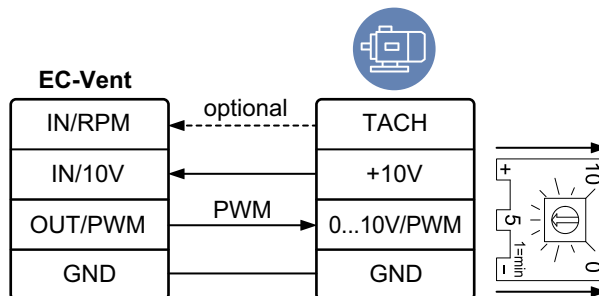 EC-Vent
IN/RPM
optional
TACH
IN/10V
+10V
OUT/PWM
PWM
0...10V/PWM
GND
GND
+
5
-
1=min
10
0